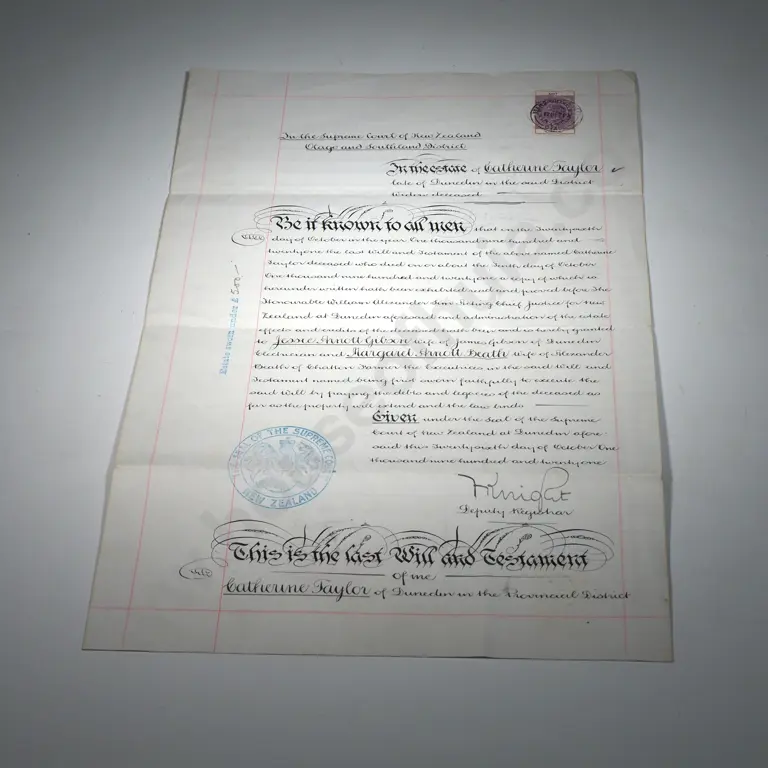 In the Supreme Court of New Zealand
Otago and Southland District
In the estate of Catherine Taylor
late of Dunedin in the said District
Widow deceased
Be it known to all men that on the Twentyninth
day of October in the year One thousand nine hundred and
twentyone the last Will and Testament of the above named Catherine
Taylor deceased who died on or about the Tenth day of October
One thousand nine hundred and twentyone a copy of which is
hereunder written hath been exhibited read and proved before The
Honourable William Alexander Sim Acting Chief Justice for New
Zealand at Dunedin aforesaid and administration of the estate
effects and credits of the deceased hath been and is hereby granted
to Jessie Arnott Gibson wife of James Gibson of Dunedin
Electrician and Margaret Arnott Beattie wife of Alexander
Beattie of Chatton Farmer the Executrices in the said Will and
Testament named being first sworn faithfully to execute the
said Will by paying the debts and legacies of the deceased as
far as the property will extend and the law binds
Given under the Seal of the Supreme
Court of New Zealand at Dunedin afore-
said this Twentyninth day of October One
thousand nine hundred and twentyone
Knight
Deputy Registrar
Estate sworn under £500
SEAL OF THE SUPREME COURT
NEW ZEALAND
This is the last Will and Testament
of me
Catherine Taylor of Dunedin in the Provincial District